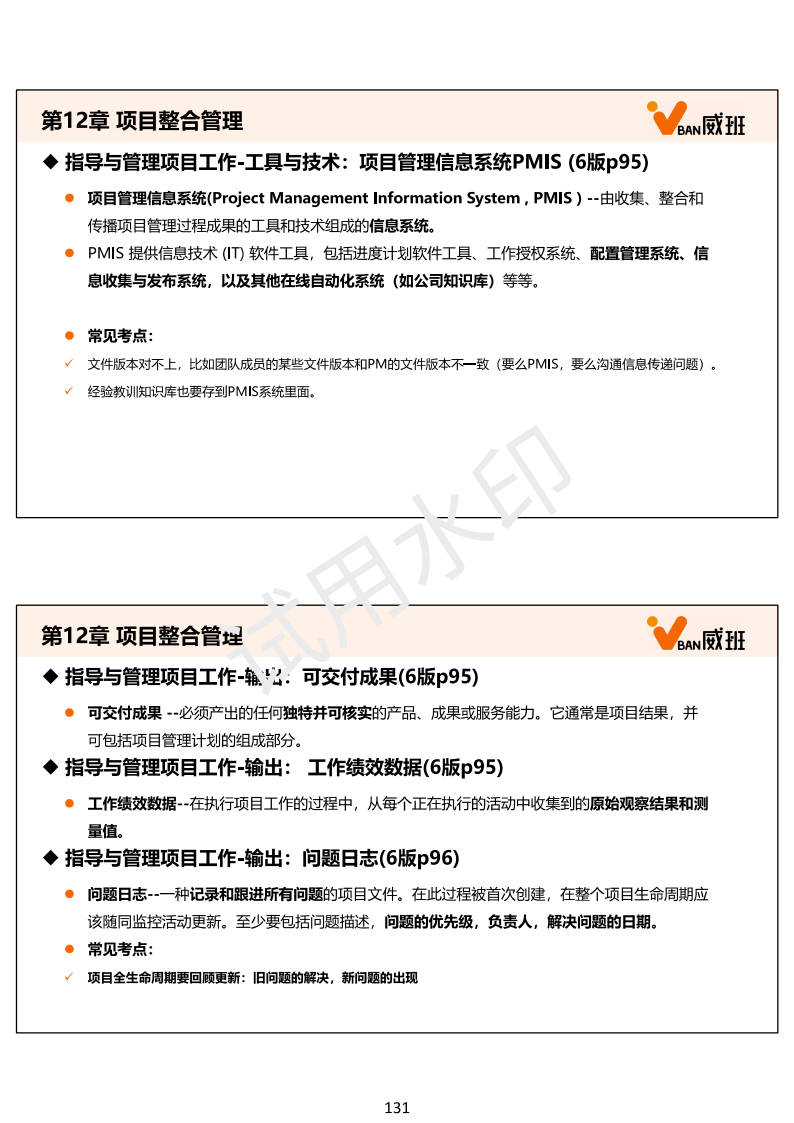 第12章 项目整合管理
VBAN威班
◆ 指导与管理项目工作-工具与技术：项目管理信息系统PMIS (6版p95)
● 项目管理信息系统(Project Management Information System , PMIS ) --由收集、整合和
传播项目管理过程成果的工具和技术组成的信息系统。
● PMIS 提供信息技术 (IT) 软件工具，包括进度计划软件工具、工作授权系统、配置管理系统、信
息收集与发布系统，以及其他在线自动化系统（如公司知识库）等等。
● 常见考点：
✓ 文件版本对不上，比如团队成员的某些文件版本和PM的文件版本不一致（要么PMIS，要么沟通信息传递问题）。
✓ 经验教训知识库也要存到PMIS系统里面。
试用水印
第12章 项目整合管理
VBAN威班
◆ 指导与管理项目工作-输出：可交付成果(6版p95)
● 可交付成果 --必须产出的任何独特并可核实的产品、成果或服务能力。它通常是项目结果，并
可包括项目管理计划的组成部分。
◆ 指导与管理项目工作-输出： 工作绩效数据(6版p95)
● 工作绩效数据--在执行项目工作的过程中，从每个正在执行的活动中收集到的原始观察结果和测
量值。
◆ 指导与管理项目工作-输出：问题日志(6版p96)
● 问题日志--一种记录和跟进所有问题的项目文件。在此过程被首次创建，在整个项目生命周期应
该随同监控活动更新。至少要包括问题描述，问题的优先级，负责人，解决问题的日期。
● 常见考点：
✓ 项目全生命周期要回顾更新：旧问题的解决，新问题的出现
131